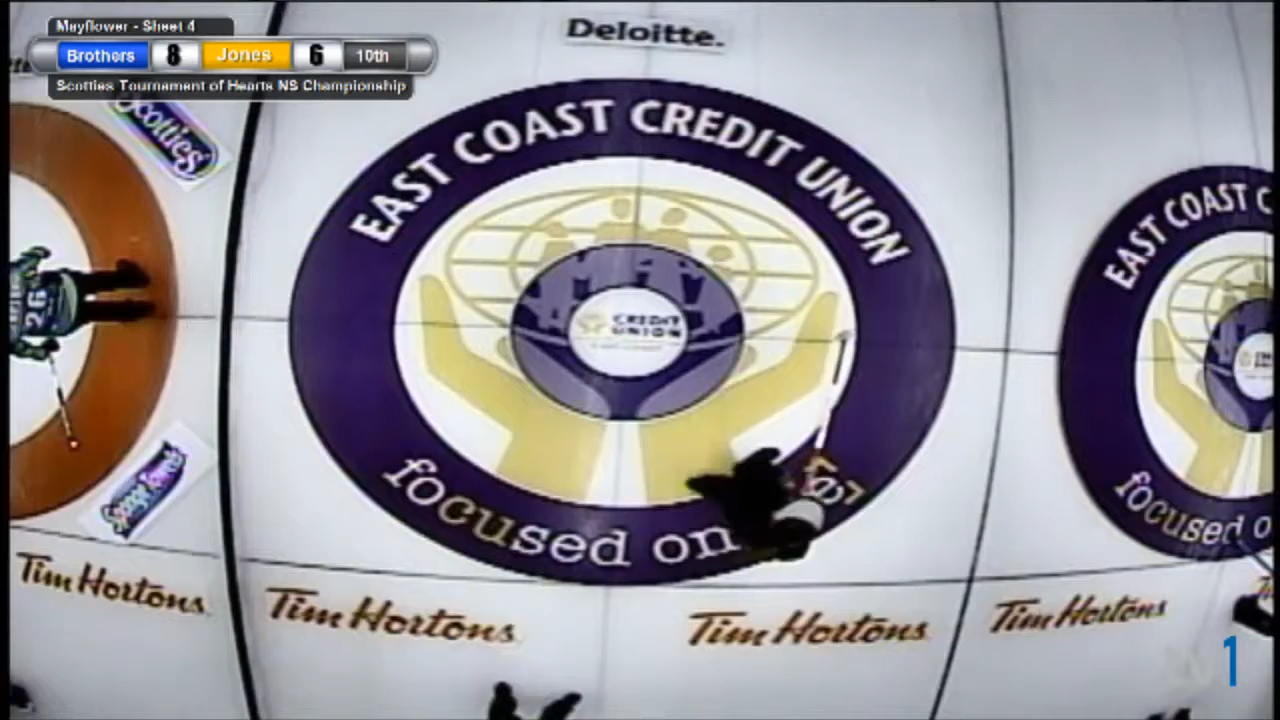 Mayflower - Sheet 4
Brothers 8 Jones 6 10th
Scotties Tournament of Hearts NS Championship
Deloitte.
Scotties
EAST COAST CREDIT UNION
EAST COAST C
CREDIT
UNION
26
focused on
focused o
Tim Hortons
Tim Hortons
Tim Hortons
Tim Hortons
1